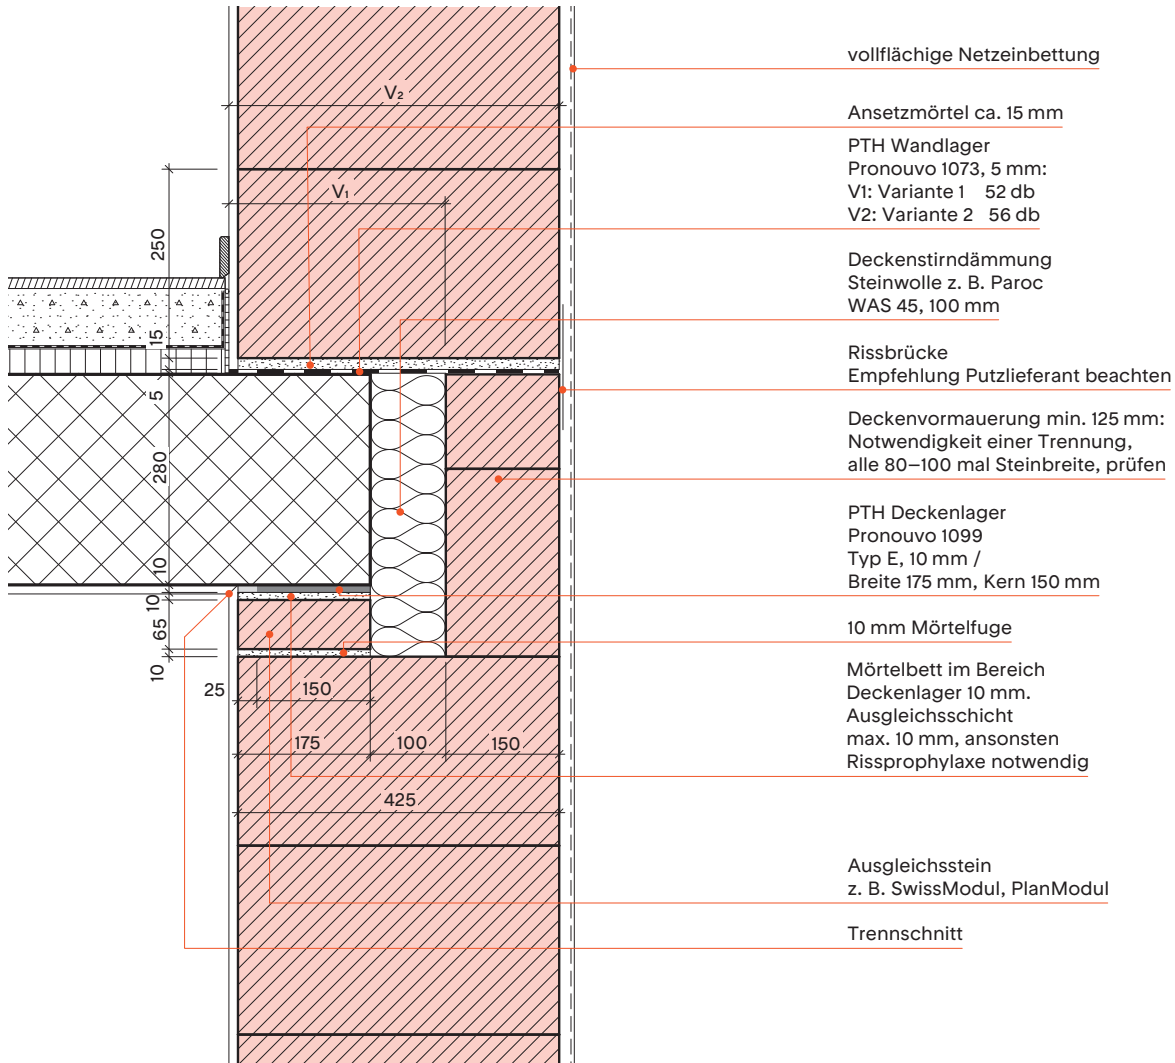 vollflächige Netzeinbettung
Ansetzmörtel ca. 15 mm
PTH Wandlager
Pronouvo 1073, 5 mm:
V1: Variante 1 52 db
V2: Variante 2 56 db
Deckenstirndämmung
Steinwolle z. B. Paroc
WAS 45, 100 mm
Rissbrücke
Empfehlung Putzlieferant beachten
Deckenvormauerung min. 125 mm:
Notwendigkeit einer Trennung,
alle 80–100 mal Steinbreite, prüfen
PTH Deckenlager
Pronouvo 1099
Typ E, 10 mm /
Breite 175 mm, Kern 150 mm
10 mm Mörtelfuge
Mörtelbett im Bereich
Deckenlager 10 mm.
Ausgleichsschicht
max. 10 mm, ansonsten
Rissprophylaxe notwendig
Ausgleichsstein
z. B. SwissModul, PlanModul
Trennschnitt
V₂
V₁
250
15
5
280
10
10
65
10
25
150
175
100
150
425